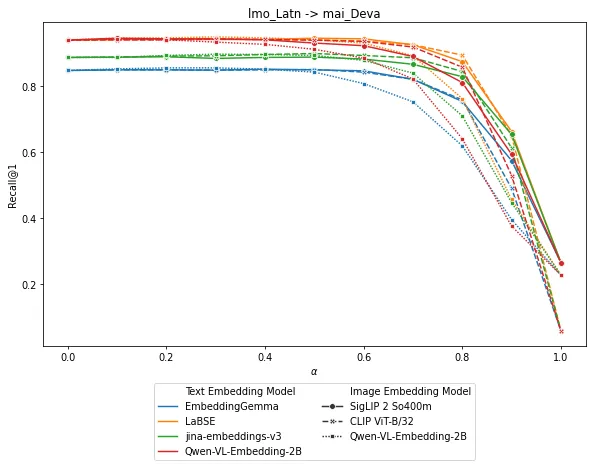 lmo_Latn -> mai_Deva
Recall@1
0.8
0.6
0.4
0.2
0.0 0.2 0.4 0.6 0.8 1.0
α
Text Embedding Model Image Embedding Model
EmbeddingGemma SigLIP 2 So400m
LaBSE CLIP ViT-B/32
jina-embeddings-v3 Qwen-VL-Embedding-2B
Qwen-VL-Embedding-2B